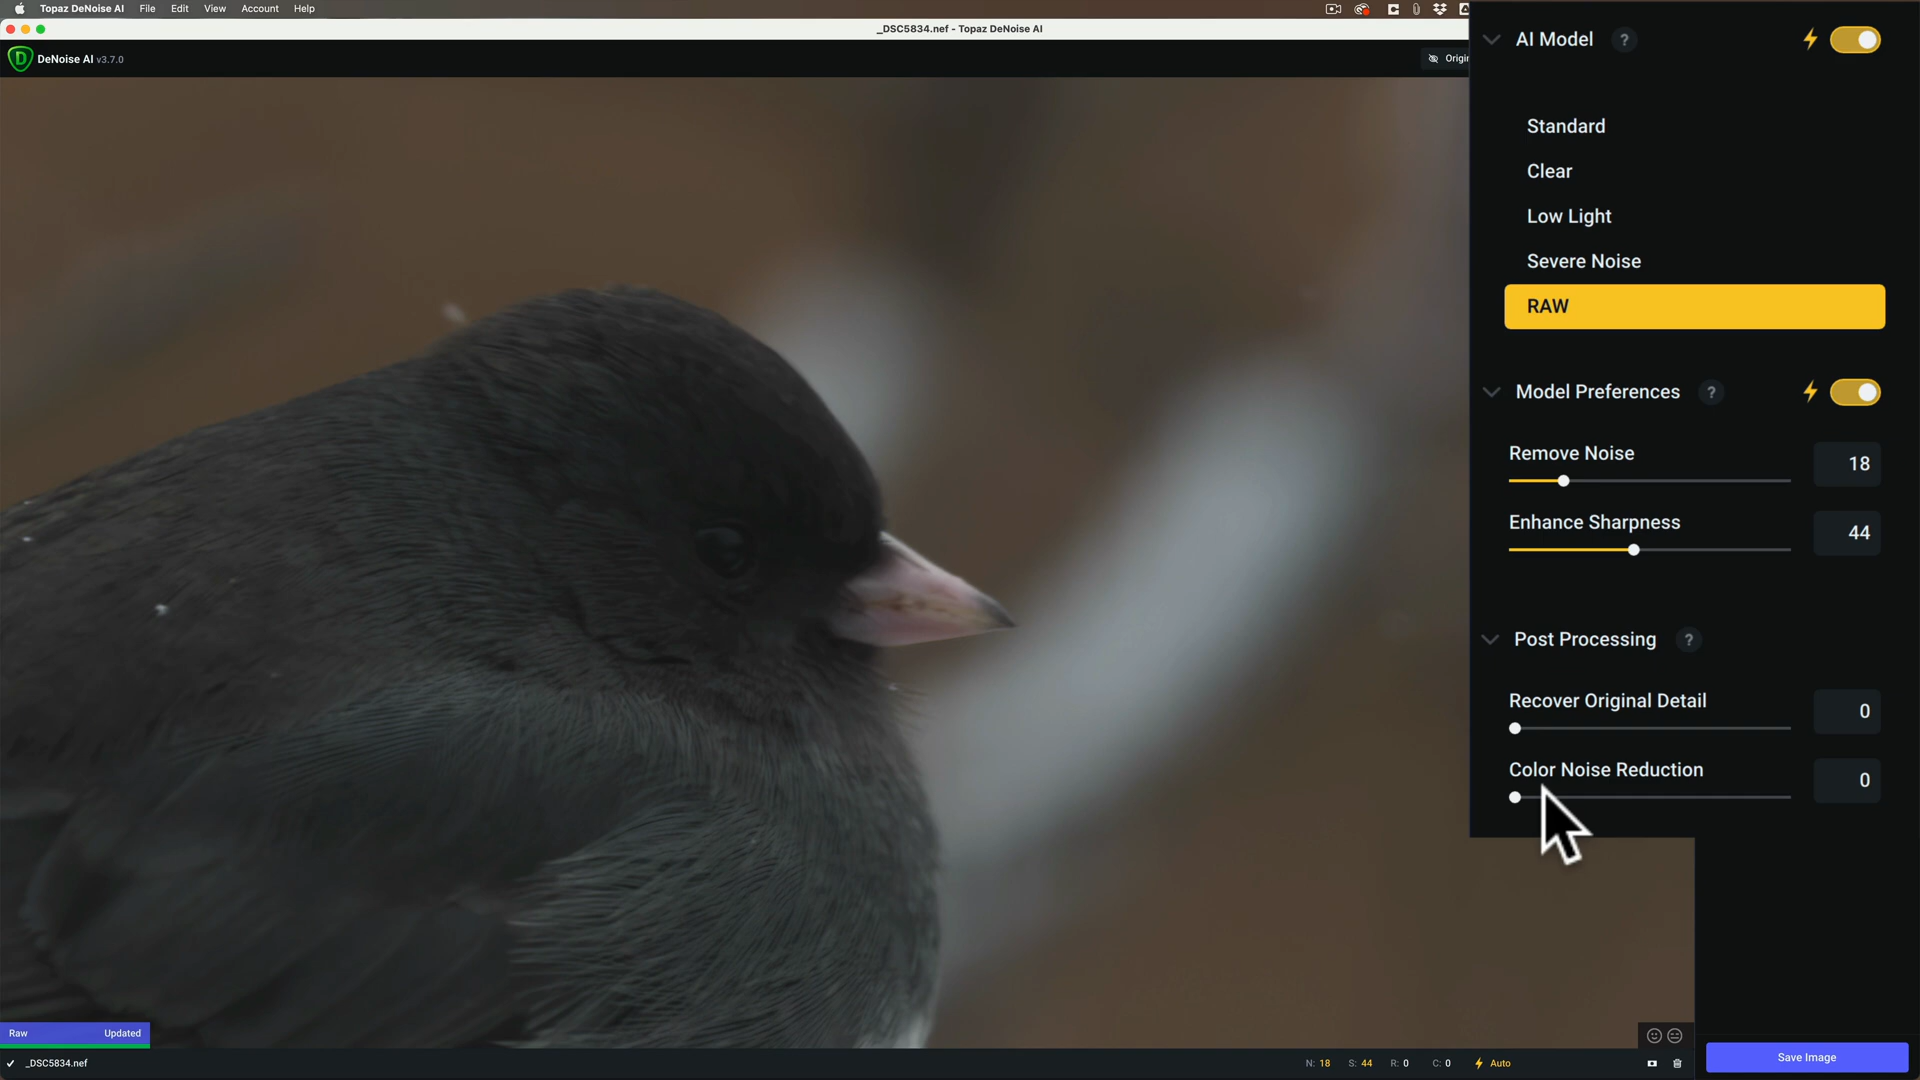 Topaz DeNoise AI File Edit View Account Help
_DSC5834.nef - Topaz DeNoise AI
DeNoise AI v3.7.0
AI Model ?
Standard
Clear
Low Light
Severe Noise
RAW
Model Preferences ?
Remove Noise 18
Enhance Sharpness 44
Post Processing ?
Recover Original Detail 0
Color Noise Reduction 0
Raw Updated
_DSC5834.nef
N: 18 S: 44 R: 0 C: 0 Auto
Save Image